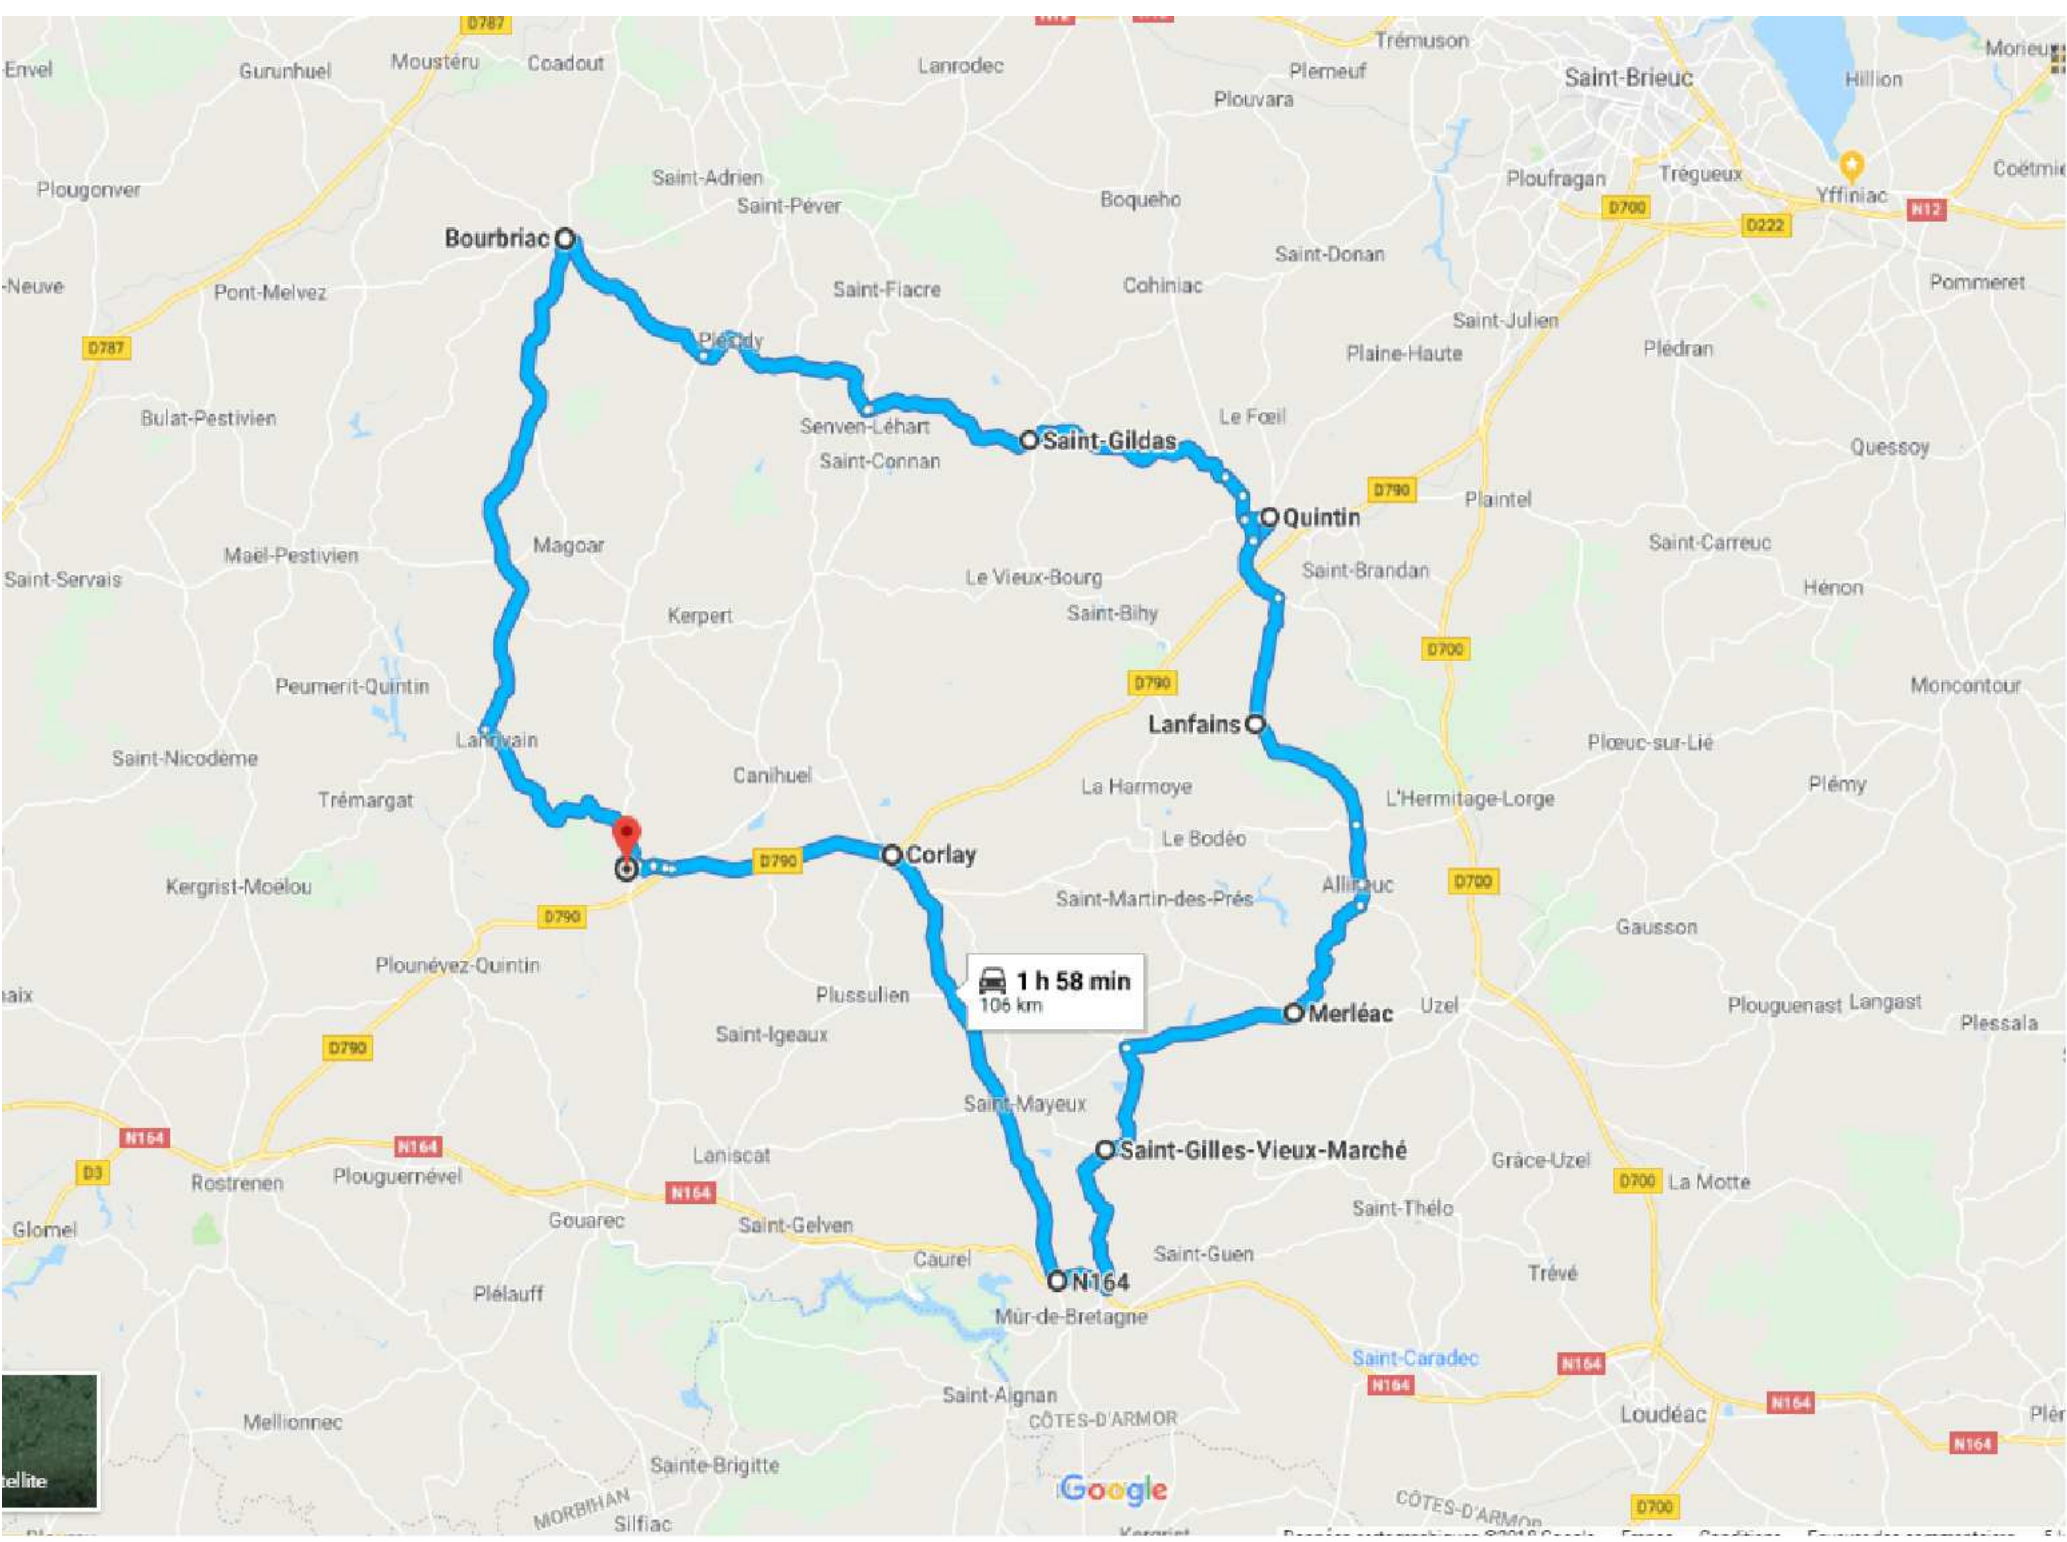 D787
N12
Trémuson
-Envel
Gurunhuel
Moustéru
Coadout
Lanrodec
Plerneuf
Saint-Brieuc
Hillion
Plouvara
Plougonver
Saint-Adrien
Saint-Péver
Boqueho
Ploufragan
Trégueux
Yffiniac
D700
D222
N12
Bourbriac
Saint-Donan
-Neuve
Pont-Melvez
Saint-Fiacre
Cohiniac
Pommeret
Saint-Julien
D787
Plésidy
Plaine-Haute
Plédran
Bulat-Pestivien
Senven-Léhart
Le Fœil
Saint-Gildas
Quessoy
Saint-Connan
D790
Plaintel
Quintin
Magoar
Maël-Pestivien
Saint-Carreuc
Saint-Servais
Le Vieux-Bourg
Saint-Brandan
Hénon
Kerpert
Saint-Bihy
D700
Peumerit-Quintin
D790
Moncontour
Lanfains
Lanrivain
Saint-Nicodème
Plœuc-sur-Lié
Canihuel
La Harmoye
Plémy
Trémargat
L'Hermitage-Lorge
Le Bodéo
D790
Corlay
Kergrist-Moëlou
Allineuc
D700
Saint-Martin-des-Prés
D790
Gausson
Plounévez-Quintin
1 h 58 min
106 km
Plussulien
Merléac
Uzel
Plouguenast
Langast
Plessala
Saint-Igeaux
D790
Saint-Mayeux
N164
N164
Laniscat
Saint-Gilles-Vieux-Marché
Grâce-Uzel
D3
Rostrenen
Plouguernével
N164
D700
La Motte
Glomel
Gouarec
Saint-Gelven
Saint-Thélo
Caurel
Saint-Guen
Trévé
Plélauff
N164
Mûr-de-Bretagne
Saint-Caradec
N164
N164
Saint-Aignan
N164
Mellionnec
CÔTES-D'ARMOR
Loudéac
N164
Sainte-Brigitte
tellite
Google
MORBIHAN
Silfiac
CÔTES-D'ARMOR
D700